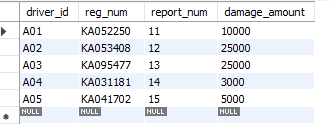 driver_id reg_num report_num damage_amount
A01 KA052250 11 10000
A02 KA053408 12 25000
A03 KA095477 13 25000
A04 KA031181 14 3000
A05 KA041702 15 5000
NULL NULL NULL NULL